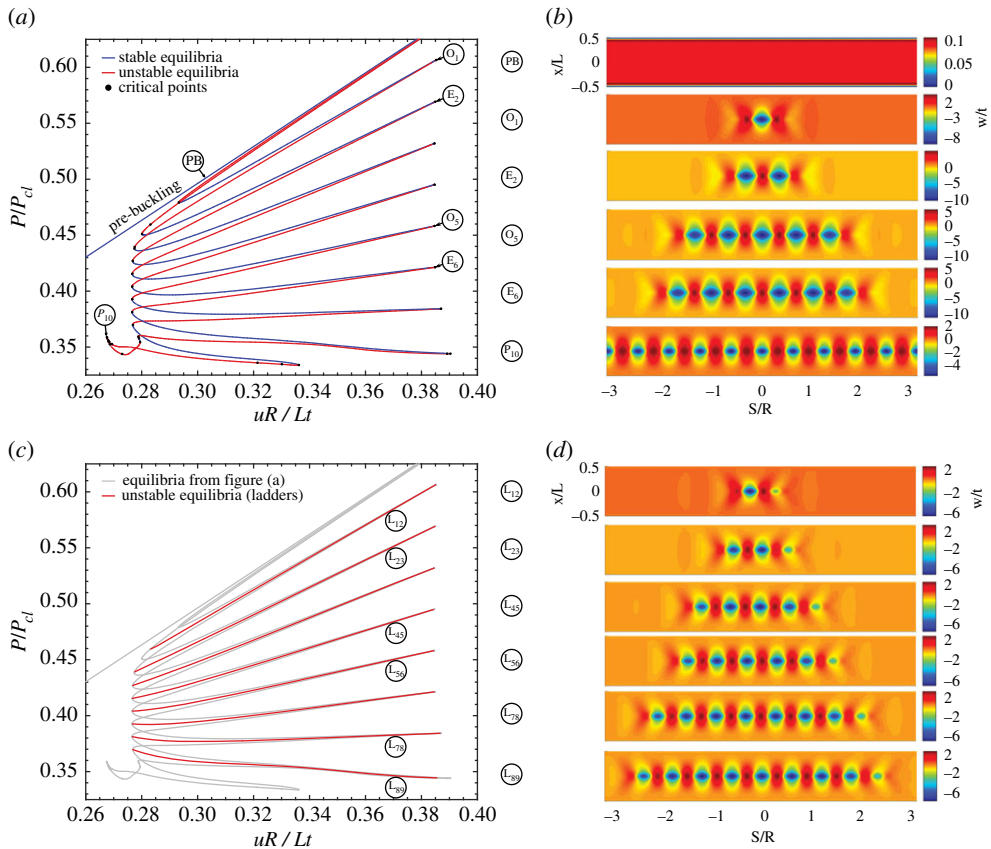 (a)
P/P_cl
0.60
0.55
0.50
0.45
0.40
0.35
stable equilibria
unstable equilibria
critical points
pre-buckling
PB
O1
E2
O5
E6
P10
0.26 0.28 0.30 0.32 0.34 0.36 0.38 0.40
uR / Lt
(b)
x/L
0.5
0
−0.5
PB
0.1
0.05
0
w/t
O1
2
−3
−8
E2
0
−5
−10
O5
5
0
−5
−10
E6
5
0
−5
−10
P10
2
0
−2
−4
−3 −2 −1 0 1 2 3
S/R
(c)
P/P_cl
0.60
0.55
0.50
0.45
0.40
0.35
equilibria from figure (a)
unstable equilibria (ladders)
L12
L23
L45
L56
L78
L89
0.26 0.28 0.30 0.32 0.34 0.36 0.38 0.40
uR / Lt
(d)
x/L
0.5
0
−0.5
L12
2
−2
−6
w/t
L23
2
−2
−6
L45
2
−2
−6
L56
2
−2
−6
L78
2
−2
−6
L89
2
−2
−6
−3 −2 −1 0 1 2 3
S/R